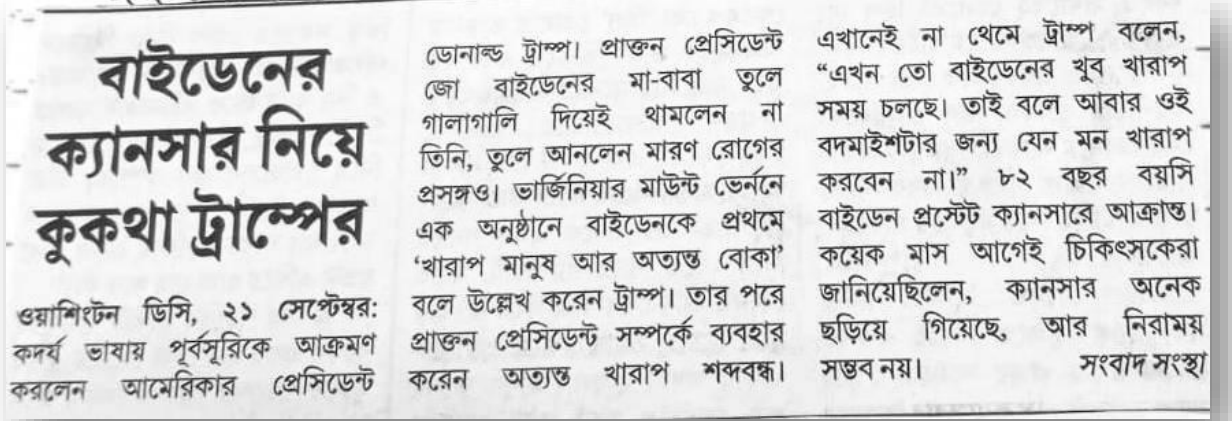 বাইডেনের
ক্যানসার নিয়ে
কুকথা ট্রাম্পের
ওয়াশিংটন ডিসি, ২১ সেপ্টেম্বর:
কদর্য ভাষায় পূর্বসূরিকে আক্রমণ
করলেন আমেরিকার প্রেসিডেন্ট
ডোনাল্ড ট্রাম্প। প্রাক্তন প্রেসিডেন্ট
জো বাইডেনের মা-বাবা তুলে
গালাগালি দিয়েই থামলেন না
তিনি, তুলে আনলেন মারণ রোগের
প্রসঙ্গও। ভার্জিনিয়ার মাউন্ট ভের্ননে
এক অনুষ্ঠানে বাইডেনকে প্রথমে
‘খারাপ মানুষ আর অত্যন্ত বোকা’
বলে উল্লেখ করেন ট্রাম্প। তার পরে
প্রাক্তন প্রেসিডেন্ট সম্পর্কে ব্যবহার
করেন অত্যন্ত খারাপ শব্দবন্ধ।
এখানেই না থেমে ট্রাম্প বলেন,
“এখন তো বাইডেনের খুব খারাপ
সময় চলছে। তাই বলে আবার ওই
বদমাইশটার জন্য যেন মন খারাপ
করবেন না।” ৮২ বছর বয়সি
বাইডেন প্রস্টেট ক্যানসারে আক্রান্ত।
কয়েক মাস আগেই চিকিৎসকেরা
জানিয়েছিলেন, ক্যানসার অনেক
ছড়িয়ে গিয়েছে, আর নিরাময়
সম্ভব নয়। সংবাদ সংস্থা